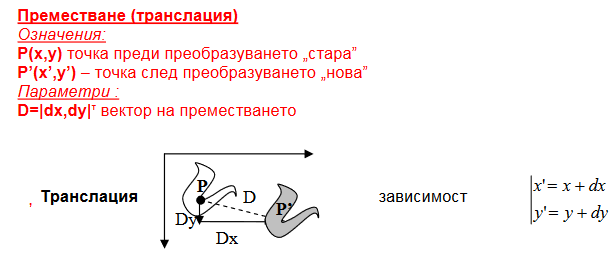 Преместване (транслация)
Означения:
P(x,y) точка преди преобразуването „стара”
P’(x’,y’) – точка след преобразуването „нова”
Параметри :
D=|dx,dy|ᵀ вектор на преместването
P
D
, Транслация
P’
зависимост
x'= x + dx
y'= y + dy
Dy
Dx